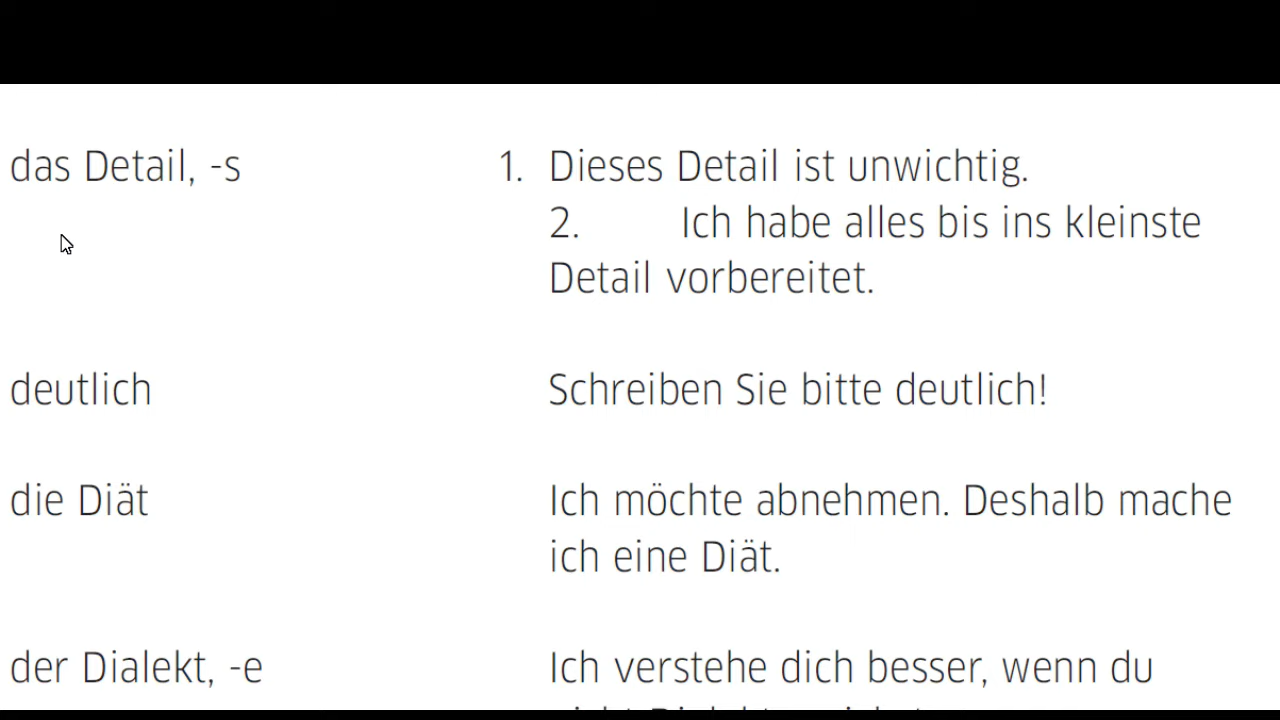 das Detail, -s 1. Dieses Detail ist unwichtig.
2. Ich habe alles bis ins kleinste
Detail vorbereitet.
deutlich Schreiben Sie bitte deutlich!
die Diät Ich möchte abnehmen. Deshalb mache
ich eine Diät.
der Dialekt, -e Ich verstehe dich besser, wenn du